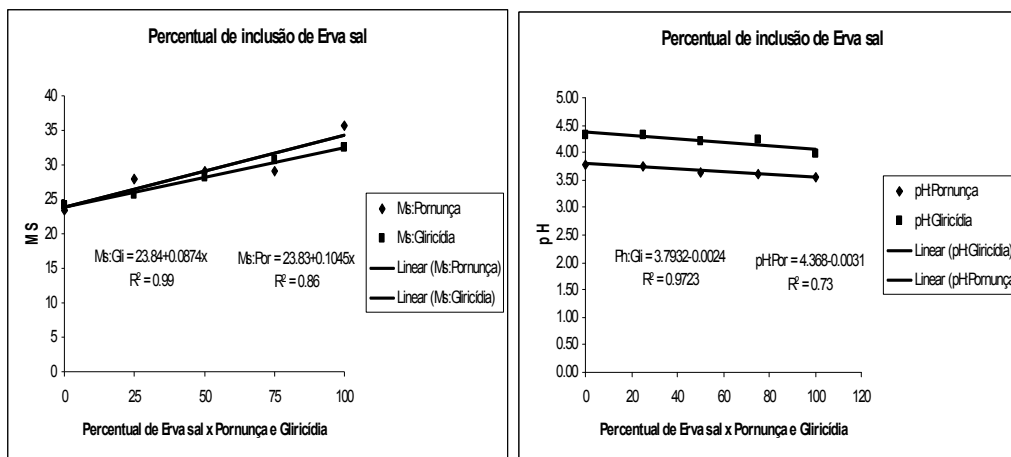 Percentual de inclusão de Erva sal
40
35
30
25
20
15
10
5
0
MS
Ms:Gli = 23.84+0.0874x
R² = 0.99
Ms:Por = 23.83+0.1045x
R² = 0.86
0 25 50 75 100
Percentual de Erva sal x Pornunça e Gliricídia
Ms:Pornunça
Ms:Gliricídia
Linear (Ms:Pornunça)
Linear (Ms:Gliricídia)
Percentual de inclusão de Erva sal
5.00
4.50
4.00
3.50
3.00
2.50
2.00
1.50
1.00
0.50
0.00
pH
Ph:Gli = 3.7932-0.0024
R² = 0.9723
pH:Por = 4.368-0.0031
R² = 0.73
0 20 40 60 80 100 120
Percentual de Erva sal x Pornunça e Gliricídia
pH:Pornunça
pH:Gliricídia
Linear (pH:Gliricídia)
Linear (pH:Pornunça